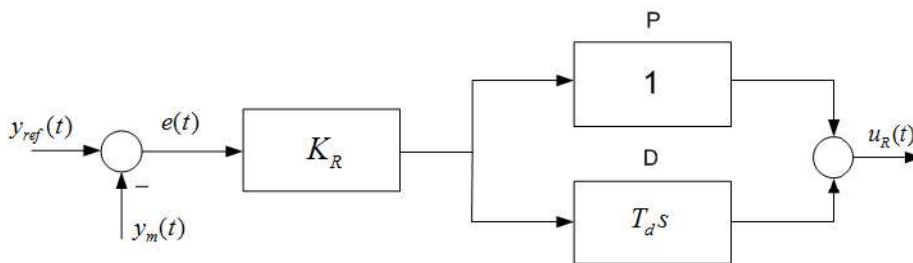 P
1
y_ref(t)
e(t)
K_R
u_R(t)
−
D
y_m(t)
T_d s